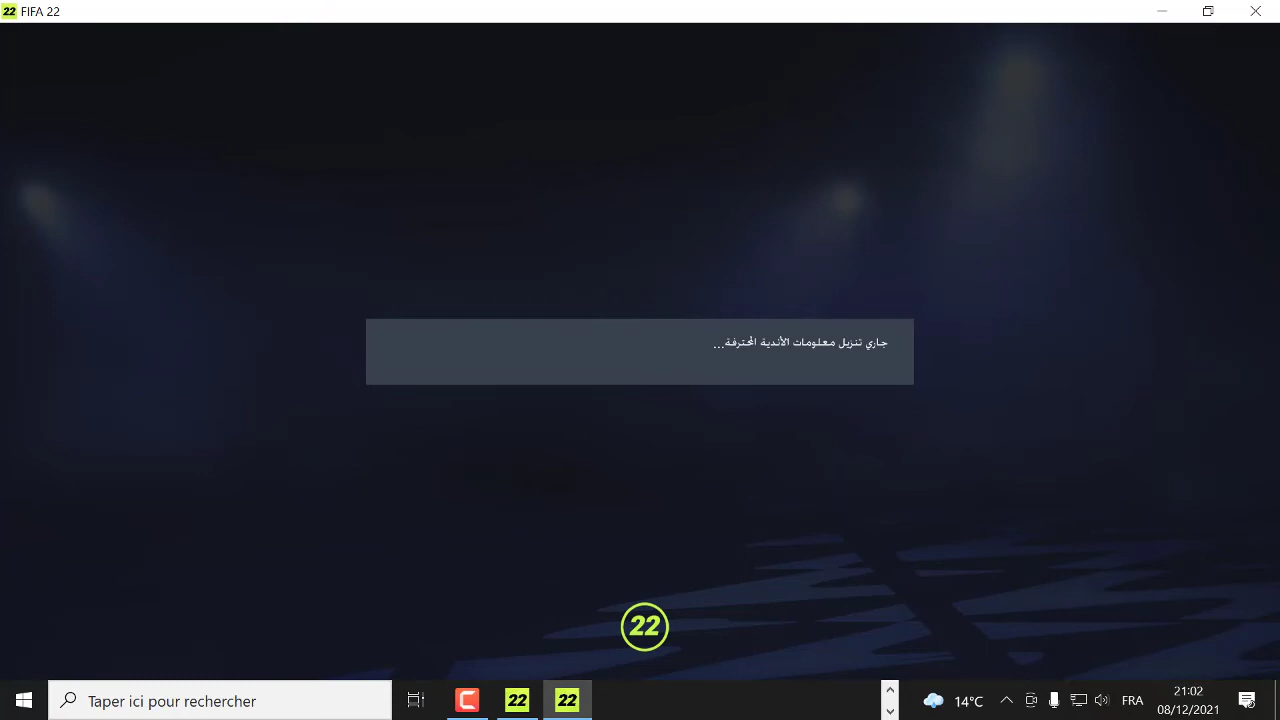 22 FIFA 22
جاري تنزيل معلومات الأندية المحترفة...
22
Taper ici pour rechercher
22
22
14°C
FRA
21:02
08/12/2021